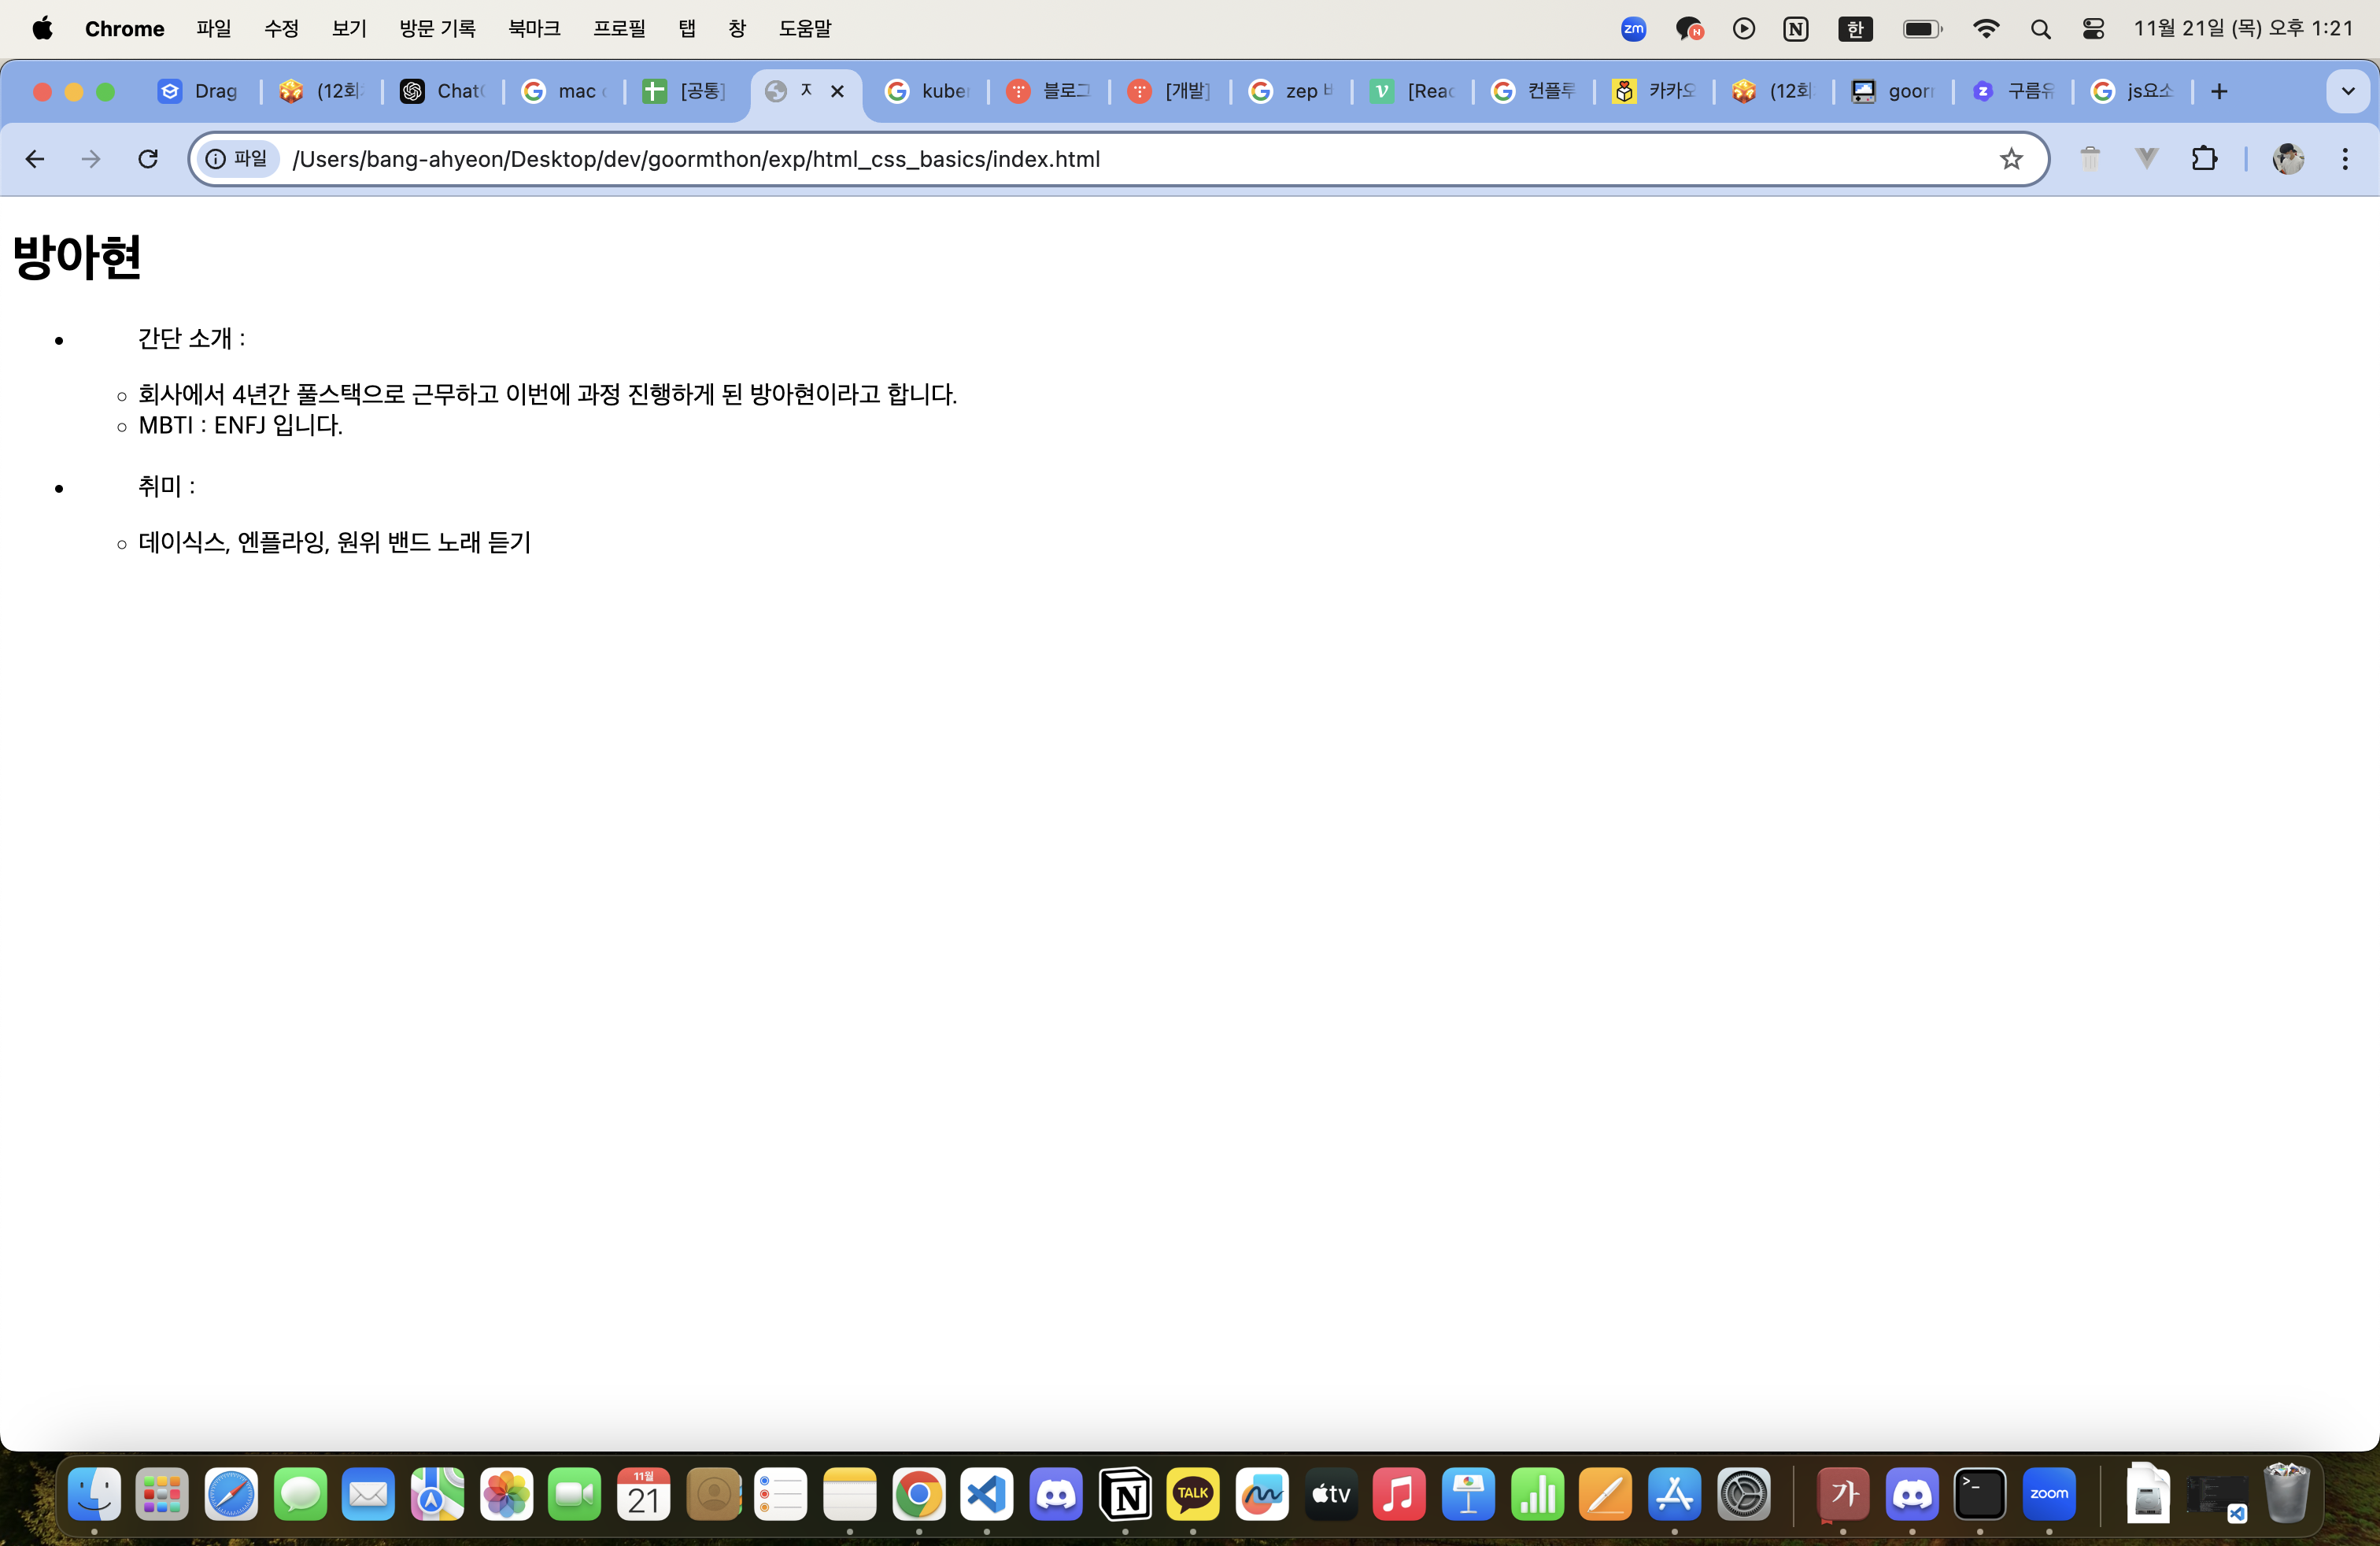 Chrome 파일 수정 보기 방문 기록 북마크 프로필 탭 창 도움말 zm N N 한 11월 21일 (목) 오후 1:21
Drag (12회 Chat mac [공통] kuber 블로그 [개발] zep [Reac 컨플루 카카오 (12회 goor 구름유 js요소
파일 /Users/bang-ahyeon/Desktop/dev/goormthon/exp/html_css_basics/index.html
방아현
간단 소개 :
회사에서 4년간 풀스택으로 근무하고 이번에 과정 진행하게 된 방아현이라고 합니다.
MBTI : ENFJ 입니다.
취미 :
데이식스, 엔플라잉, 원위 밴드 노래 듣기
11월
21 N TALK tv 가 >_ zoom